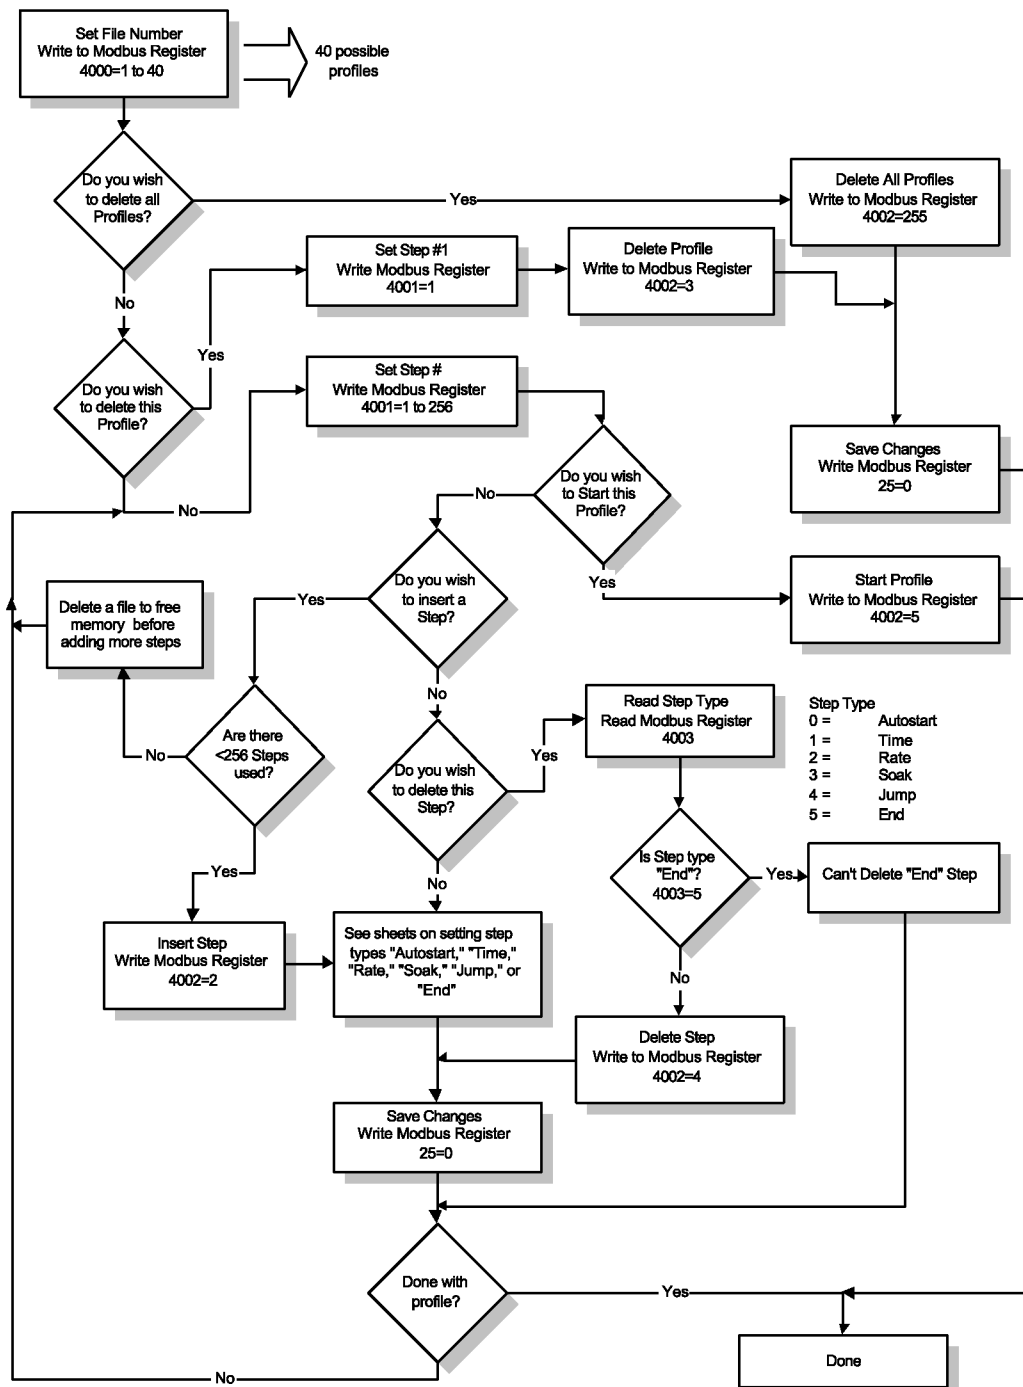 Set File Number
Write to Modbus Register
4000=1 to 40
40 possible
profiles
Do you wish
to delete all
Profiles?
Yes
Delete All Profiles
Write to Modbus Register
4002=255
No
Set Step #1
Write Modbus Register
4001=1
Delete Profile
Write to Modbus Register
4002=3
Yes
Do you wish
to delete this
Profile?
Set Step #
Write Modbus Register
4001=1 to 256
No
Do you wish
to Start this
Profile?
Save Changes
Write Modbus Register
25=0
No
Yes
Start Profile
Write to Modbus Register
4002=5
Do you wish
to insert a
Step?
Yes
Delete a file to free
memory before
adding more steps
No
Are there
<256 Steps
used?
No
Yes
Do you wish
to delete this
Step?
Yes
Read Step Type
Read Modbus Register
4003
Step Type
0 = Autostart
1 = Time
2 = Rate
3 = Soak
4 = Jump
5 = End
Is Step type
"End"?
4003=5
Yes
Can't Delete "End" Step
No
No
Insert Step
Write Modbus Register
4002=2
See sheets on setting step
types "Autostart," "Time,"
"Rate," "Soak," "Jump," or
"End"
Delete Step
Write to Modbus Register
4002=4
Save Changes
Write Modbus Register
25=0
Done with
profile?
Yes
Done
No